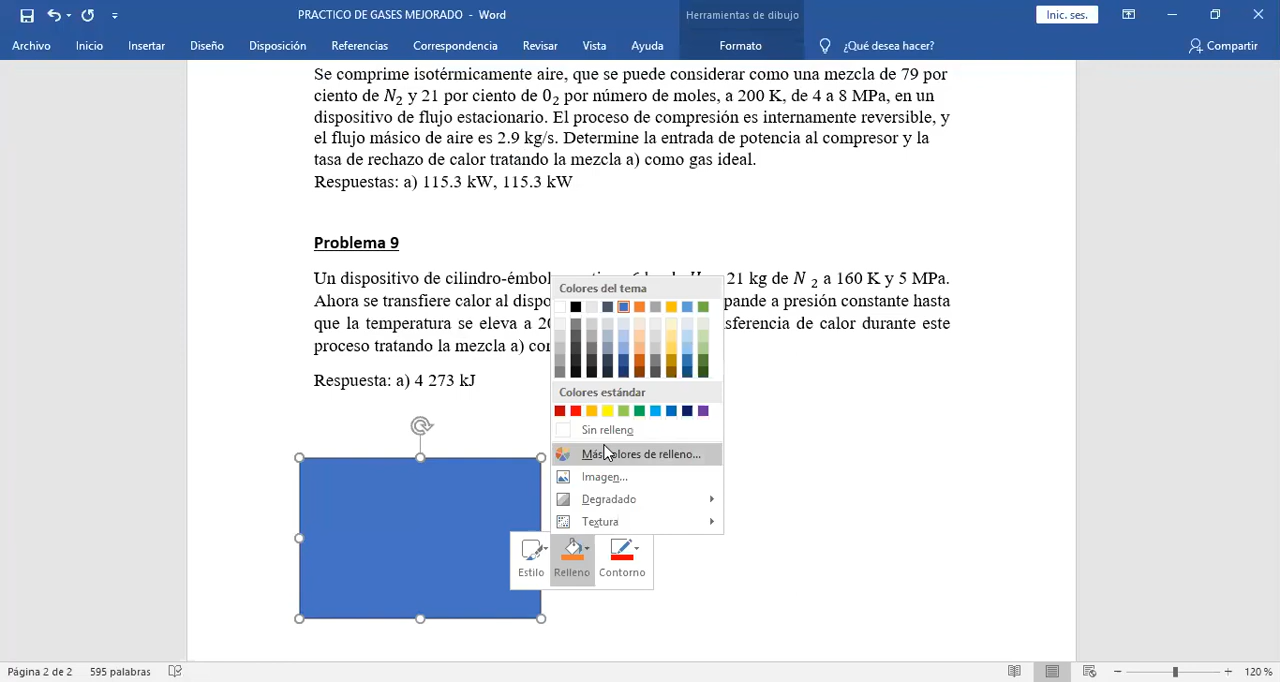 PRACTICO DE GASES MEJORADO - Word
Herramientas de dibujo
Inic. ses.
Archivo Inicio Insertar Diseño Disposición Referencias Correspondencia Revisar Vista Ayuda Formato ¿Qué desea hacer? Compartir
Se comprime isotérmicamente aire, que se puede considerar como una mezcla de 79 por
ciento de N2 y 21 por ciento de 02 por número de moles, a 200 K, de 4 a 8 MPa, en un
dispositivo de flujo estacionario. El proceso de compresión es internamente reversible, y
el flujo másico de aire es 2.9 kg/s. Determine la entrada de potencia al compresor y la
tasa de rechazo de calor tratando la mezcla a) como gas ideal.
Respuestas: a) 115.3 kW, 115.3 kW
Problema 9
Un dispositivo de cilindro-émbol 21 kg de N 2 a 160 K y 5 MPa.
Ahora se transfiere calor al dispo pande a presión constante hasta
que la temperatura se eleva a 20 sferencia de calor durante este
proceso tratando la mezcla a) co
Respuesta: a) 4 273 kJ
Colores del tema
Colores estándar
Sin relleno
Más colores de relleno...
Imagen...
Degradado
Textura
Estilo Relleno Contorno
Página 2 de 2 595 palabras 120 %